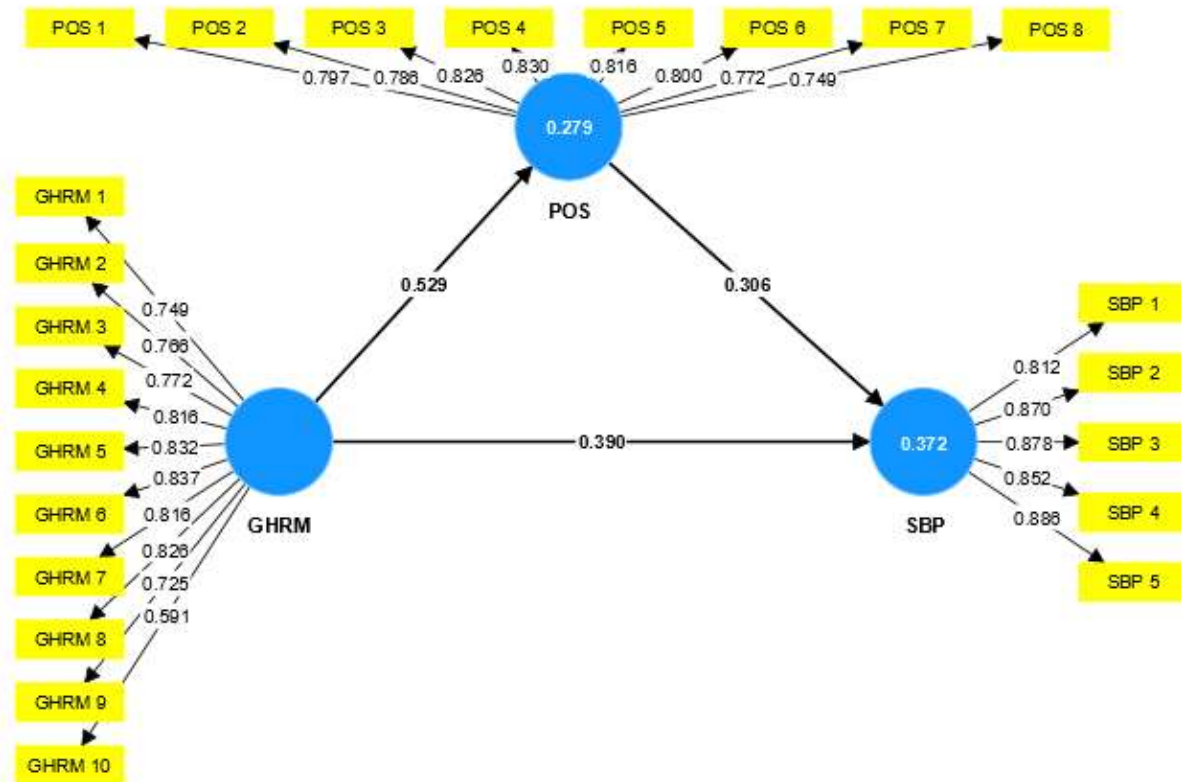 POS 1
POS 2
POS 3
POS 4
POS 5
POS 6
POS 7
POS 8
0.797
0.786
0.826
0.830
0.816
0.800
0.772
0.749
0.279
POS
GHRM 1
GHRM 2
GHRM 3
GHRM 4
GHRM 5
GHRM 6
GHRM 7
GHRM 8
GHRM 9
GHRM 10
0.749
0.766
0.772
0.816
0.832
0.837
0.816
0.826
0.725
0.591
GHRM
0.529
0.306
0.390
0.372
SBP
0.812
0.870
0.878
0.852
0.886
SBP 1
SBP 2
SBP 3
SBP 4
SBP 5